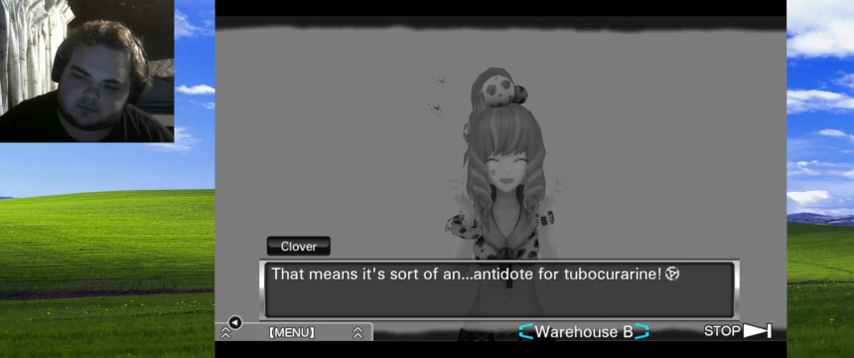 Clover
That means it's sort of an...antidote for tubocurarine!
【MENU】
Warehouse B
STOP